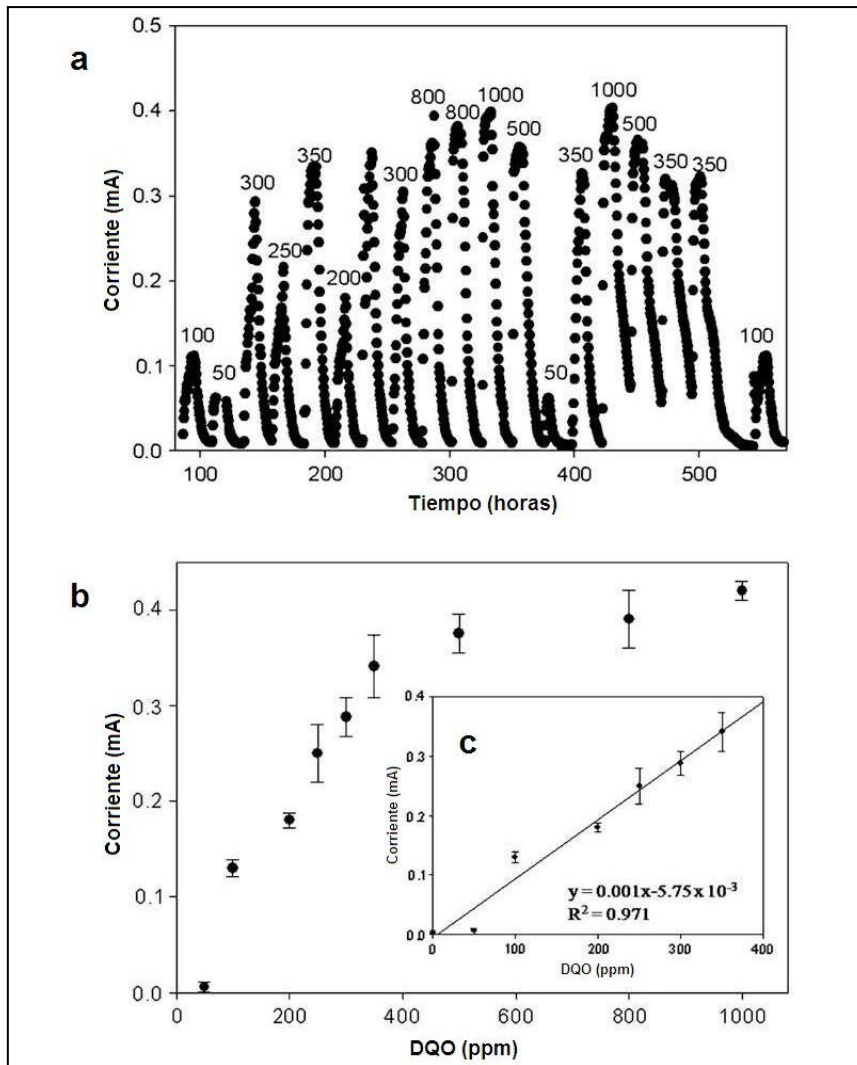 a
0.5
0.4
0.3
0.2
0.1
0.0
Corriente (mA)
100
50
300
250
350
200
300
800
800
1000
500
50
350
1000
500
350
350
100
100 200 300 400 500
Tiempo (horas)
b
0.4
0.3
0.2
0.1
0.0
Corriente (mA)
0 200 400 600 800 1000
DQO (ppm)
c
0.4
0.3
0.2
0.1
0.0
Corriente (mA)
y = 0.001x-5.75x 10⁻³
R² = 0.971
0 100 200 300 400
DQO (ppm)